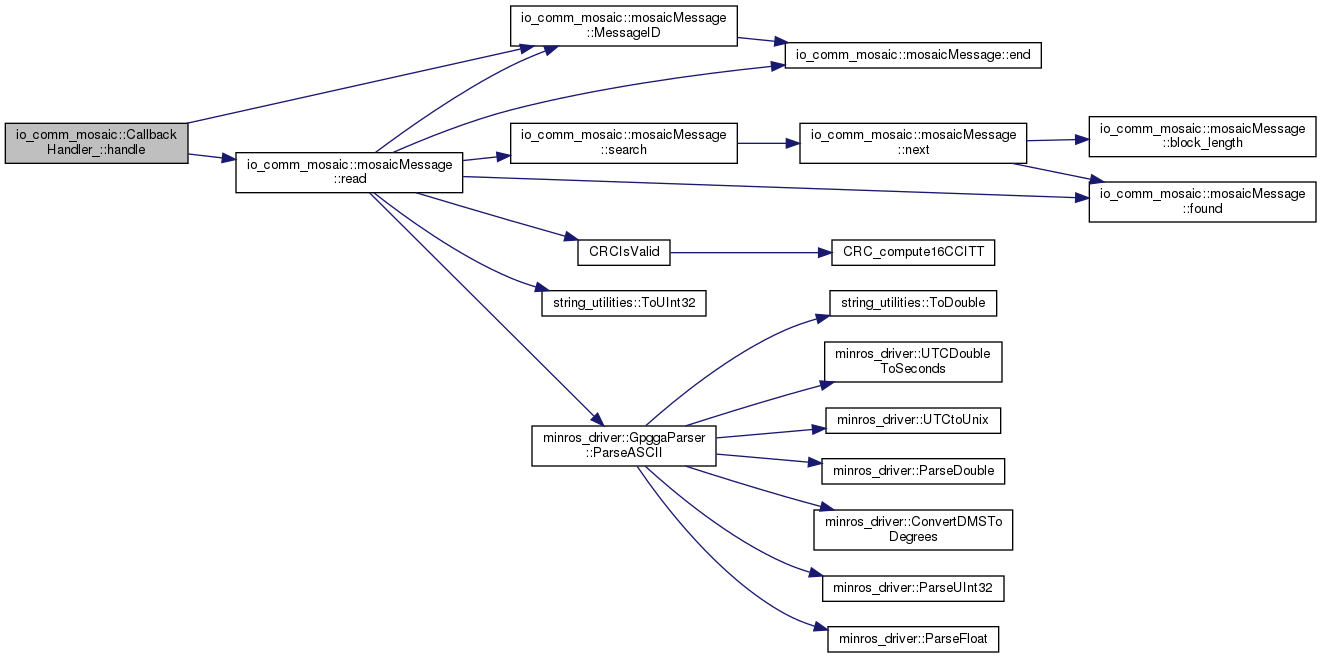 io_comm_mosaic::Callback
Handler_::handle
io_comm_mosaic::mosaicMessage
::read
io_comm_mosaic::mosaicMessage
::MessageID
io_comm_mosaic::mosaicMessage::end
io_comm_mosaic::mosaicMessage
::search
io_comm_mosaic::mosaicMessage
::next
io_comm_mosaic::mosaicMessage
::block_length
io_comm_mosaic::mosaicMessage
::found
CRCIsValid
CRC_compute16CCITT
string_utilities::ToUInt32
minros_driver::GpggaParser
::ParseASCII
string_utilities::ToDouble
minros_driver::UTCDouble
ToSeconds
minros_driver::UTCtoUnix
minros_driver::ParseDouble
minros_driver::ConvertDMSTo
Degrees
minros_driver::ParseUInt32
minros_driver::ParseFloat